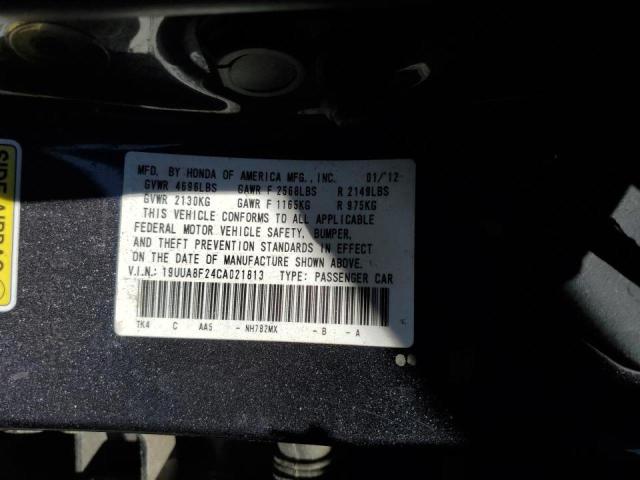 SIDE AIRBAG
MFD. BY HONDA OF AMERICA MFG., INC. 01/12
GVWR 4696LBS GAWR F 2568LBS R 2149LBS
GVWR 2130KG GAWR F 1165KG R 975KG
THIS VEHICLE CONFORMS TO ALL APPLICABLE
FEDERAL MOTOR VEHICLE SAFETY, BUMPER,
AND THEFT PREVENTION STANDARDS IN EFFECT
ON THE DATE OF MANUFACTURE SHOWN ABOVE.
V.I.N.: 19UUA8F24CA021813 TYPE: PASSENGER CAR
TK4 C AA5 -NH782MX -B -A